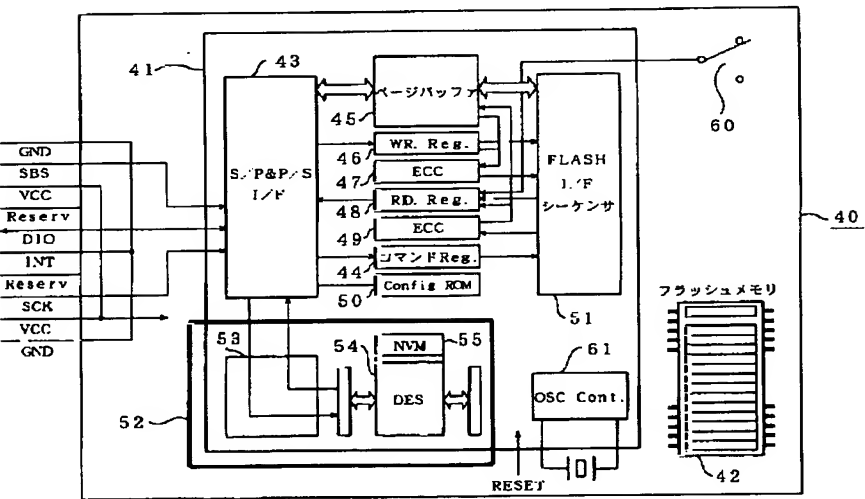 GND
SBS
VCC
Reserv
DIO
INT
Reserv
SCK
VCC
GND
41
43
S/P&P/S
I/F
ページバッファ
45
WR. Reg.
46
ECC
47
RD. Reg.
48
ECC
49
コマンドReg.
44
Config ROM
50
FLASH
I/F
シーケンサ
51
60
40
フラッシュメモリ
42
52
53
54
NVM
55
DES
61
OSC Cont.
RESET